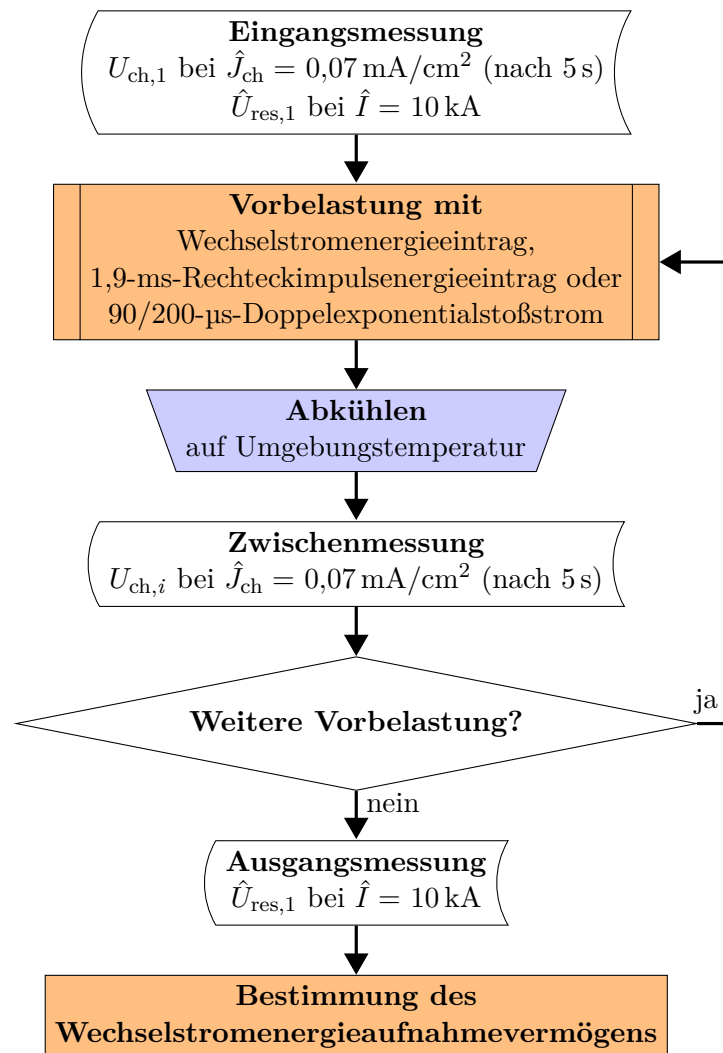 Eingangsmessung
U_ch,1 bei Ĵ_ch = 0,07 mA/cm² (nach 5 s)
Û_res,1 bei Î = 10 kA
Vorbelastung mit
Wechselstromenergieeintrag,
1,9-ms-Rechteckimpulsenergieeintrag oder
90/200-µs-Doppelexponentialstoßstrom
Abkühlen
auf Umgebungstemperatur
Zwischenmessung
U_ch,i bei Ĵ_ch = 0,07 mA/cm² (nach 5 s)
Weitere Vorbelastung?
ja
nein
Ausgangsmessung
Û_res,1 bei Î = 10 kA
Bestimmung des
Wechselstromenergieaufnahmevermögens